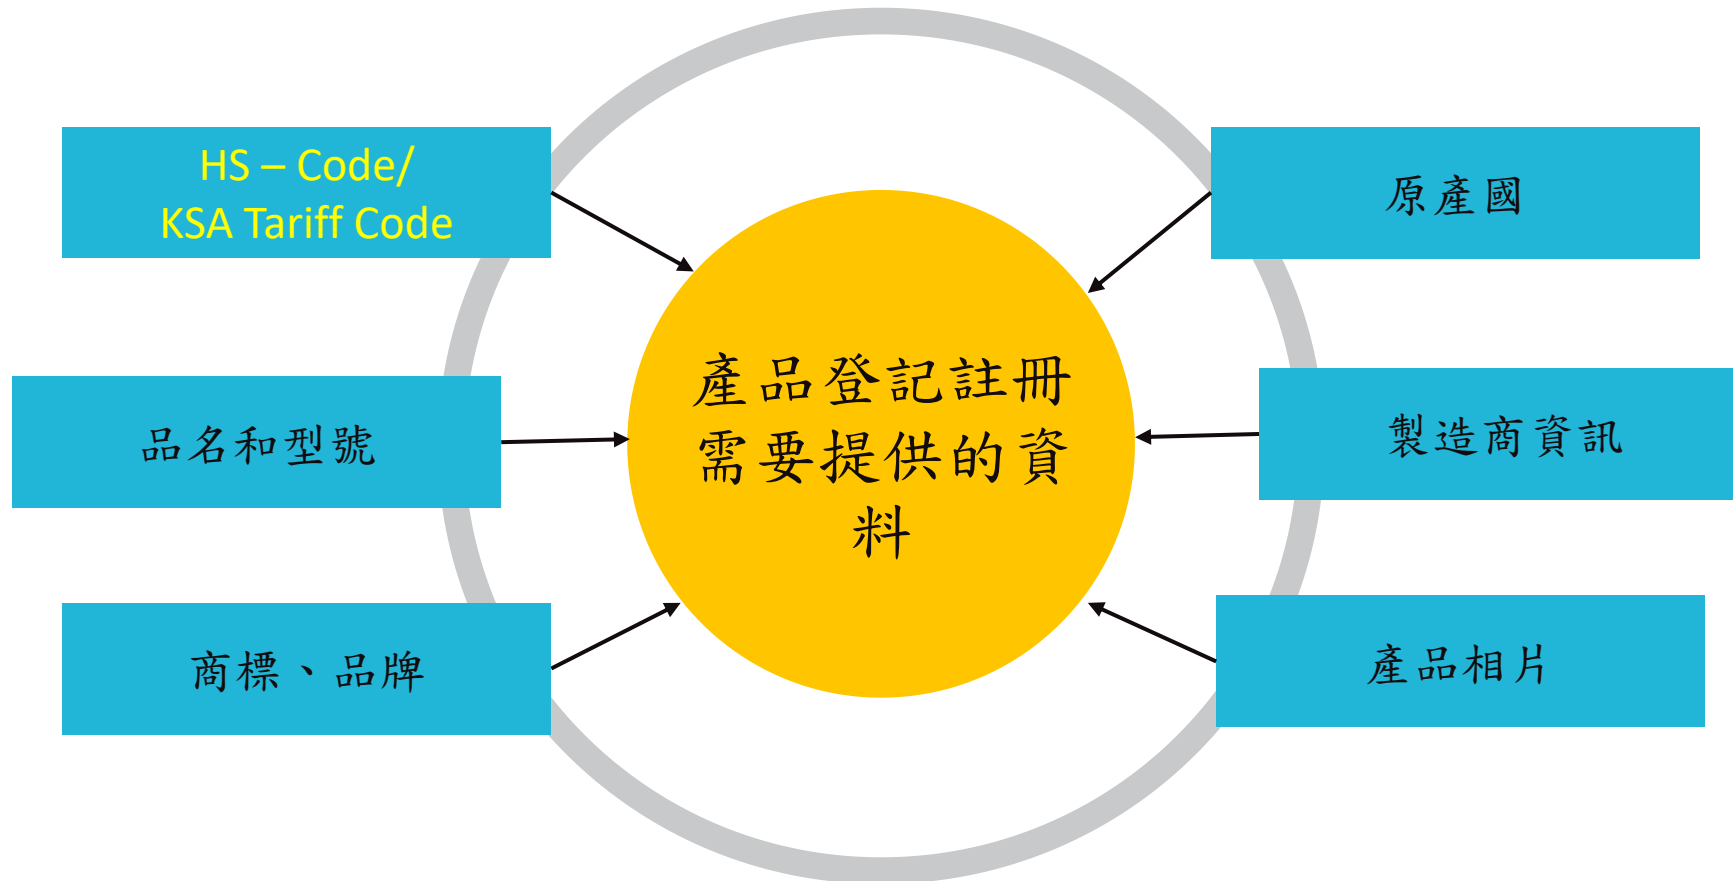 HS – Code/
KSA Tariff Code
原產國
產品登記註冊
需要提供的資
料
品名和型號
製造商資訊
商標、品牌
產品相片